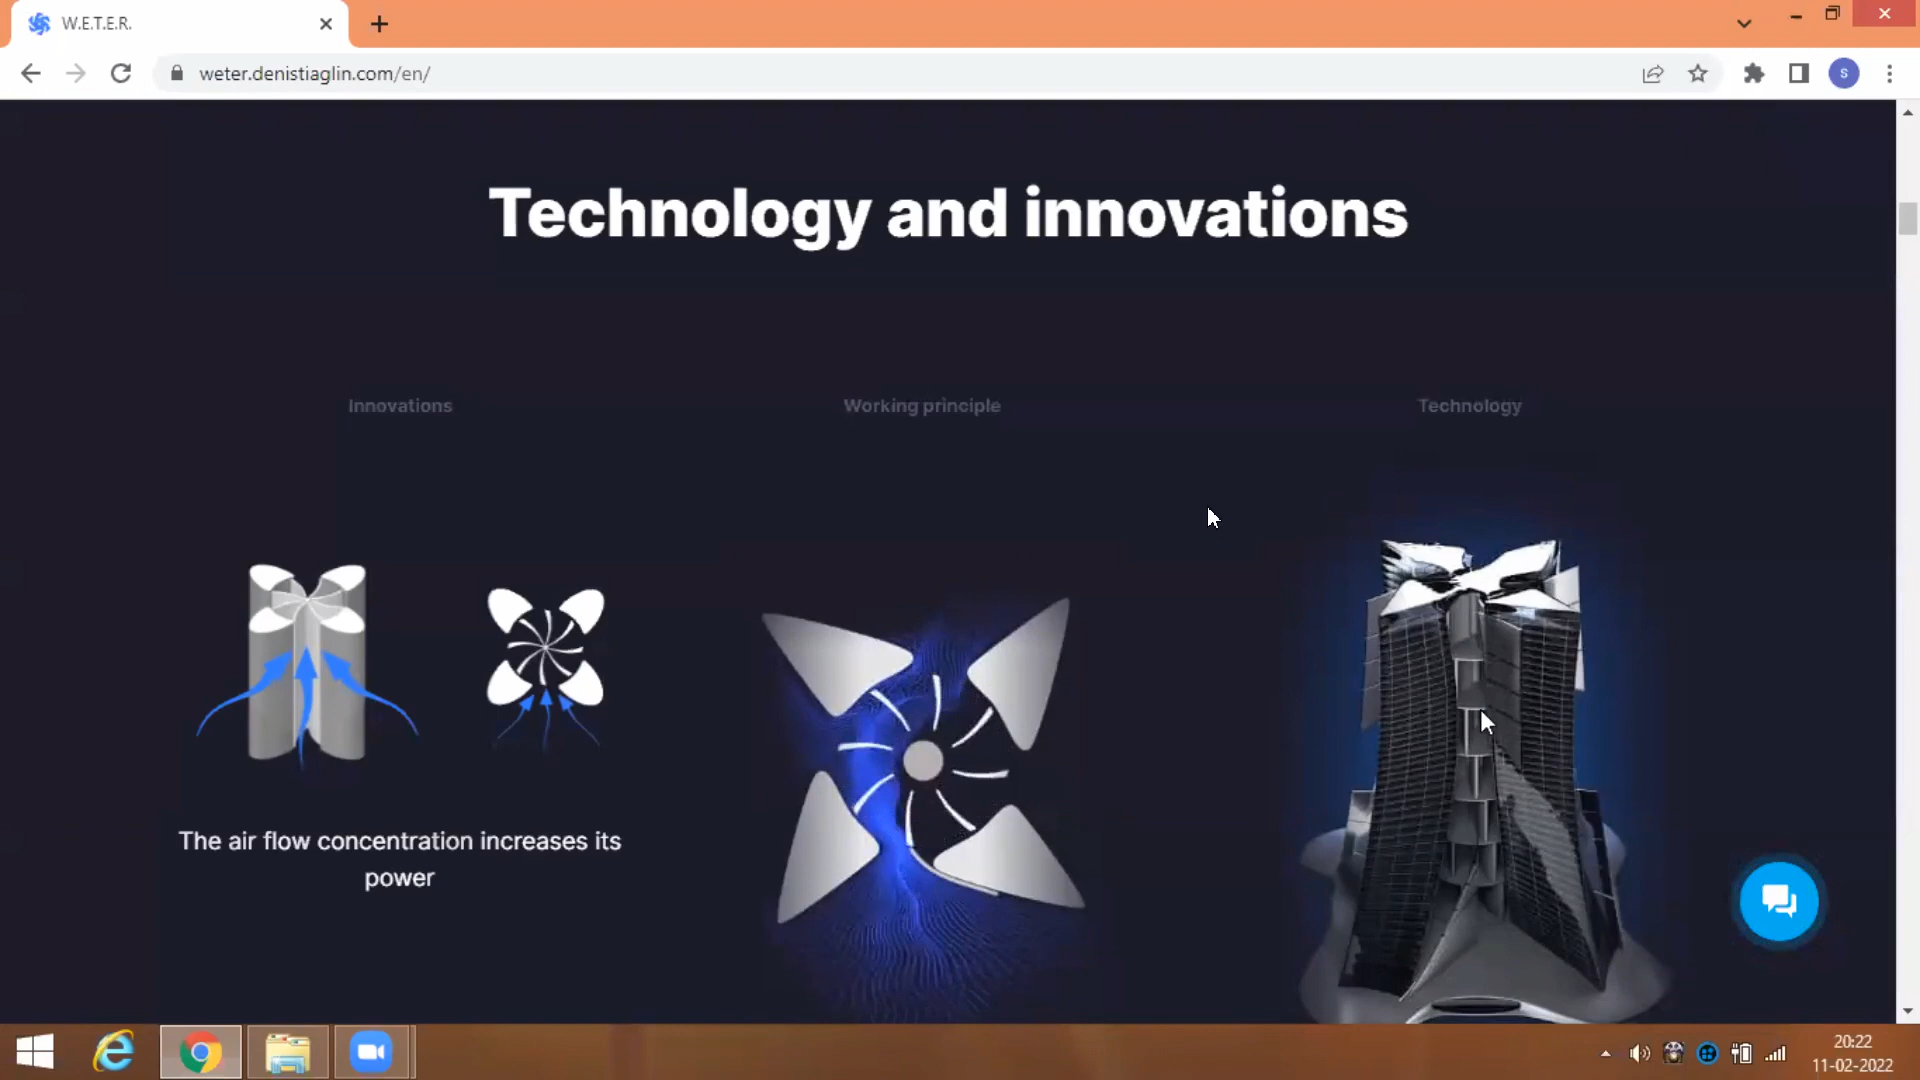 W.E.T.E.R.
weter.denistiaglin.com/en/
S
Technology and innovations
Innovations
Working principle
Technology
The air flow concentration increases its
power
20:22
11-02-2022